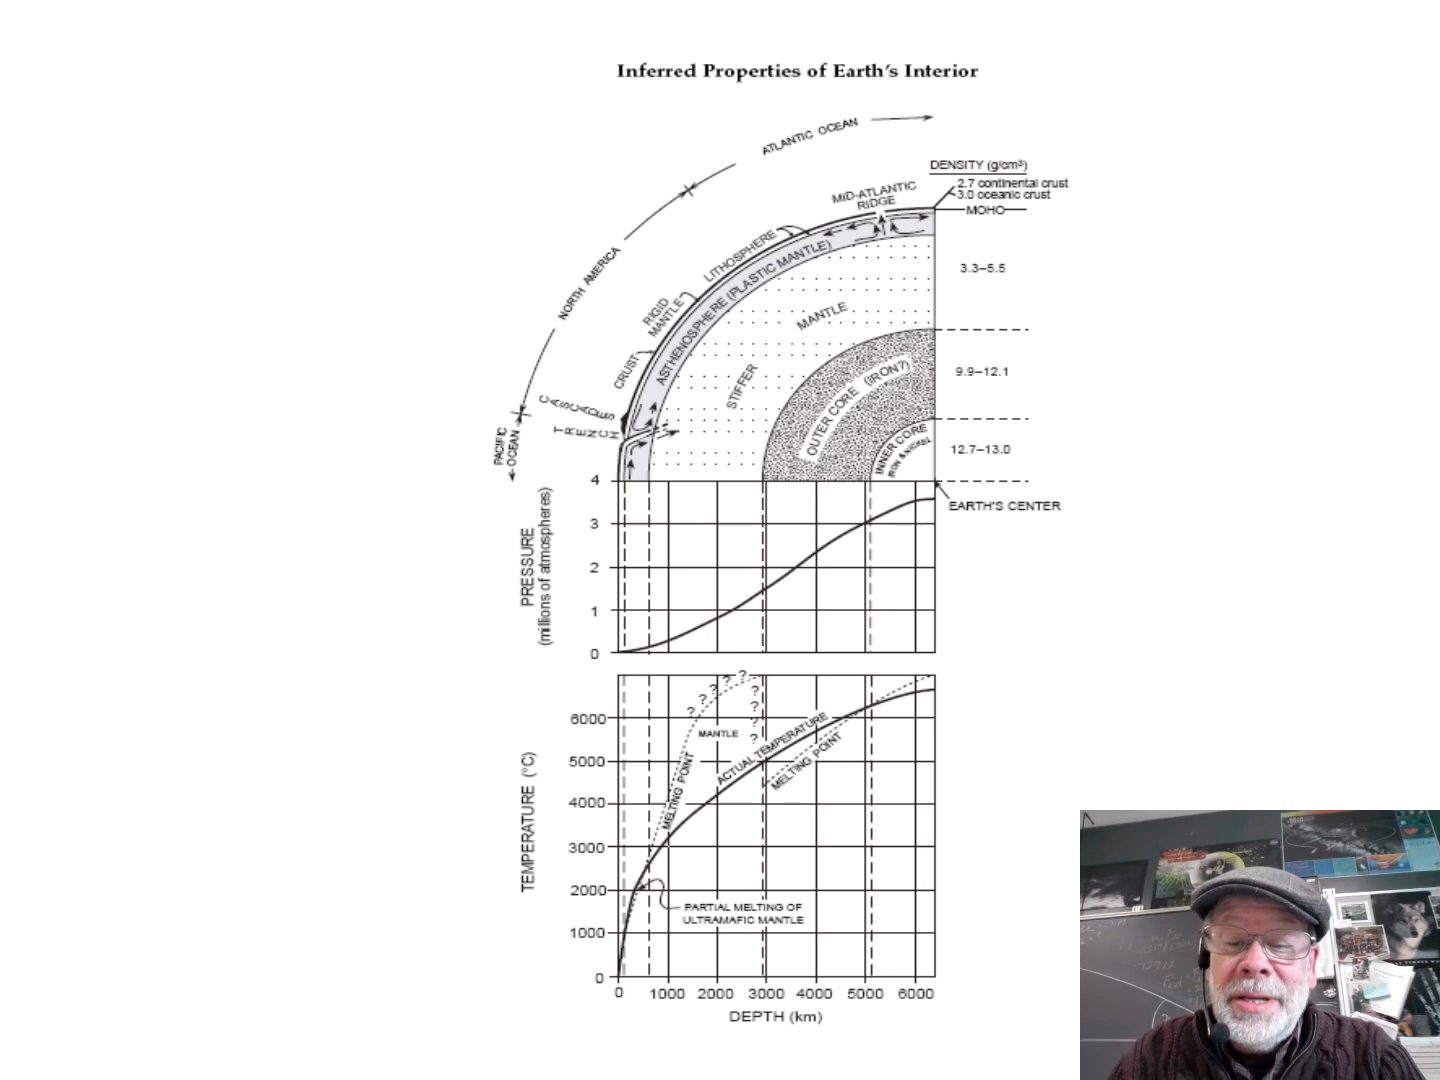 Inferred Properties of Earth's Interior
ATLANTIC OCEAN
NORTH AMERICA
PACIFIC
OCEAN
DENSITY (g/cm³)
2.7 continental crust
3.0 oceanic crust
MOHO
MID-ATLANTIC
RIDGE
LITHOSPHERE
RIGID
MANTLE
CRUST
CASCADES
TRENCH
ASTHENOSPHERE (PLASTIC MANTLE)
MANTLE
STIFFER
OUTER CORE (IRON?)
INNER CORE
IRON & NICKEL
3.3–5.5
9.9–12.1
12.7–13.0
EARTH'S CENTER
PRESSURE
(millions of atmospheres)
4
3
2
1
0
TEMPERATURE (°C)
6000
5000
4000
3000
2000
1000
0
? ? ? ? ?
?
?
?
?
MANTLE
MELTING POINT
ACTUAL TEMPERATURE
MELTING POINT
PARTIAL MELTING OF
ULTRAMAFIC MANTLE
0 1000 2000 3000 4000 5000 6000
DEPTH (km)